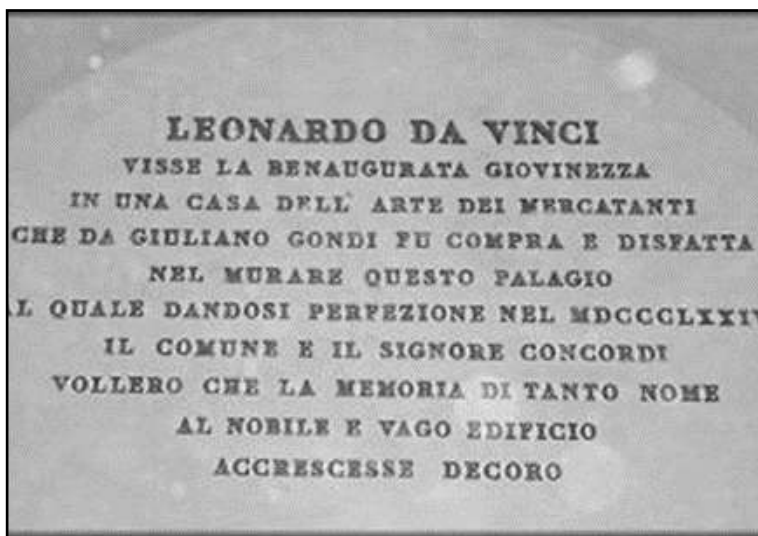 LEONARDO DA VINCI
VISSE LA BENAUGURATA GIOVINEZZA
IN UNA CASA DELL' ARTE DEI MERCATANTI
CHE DA GIULIANO GONDI FU COMPRA E DISFATTA
NEL MURARE QUESTO PALAGIO
AL QUALE DANDOSI PERFEZIONE NEL MDCCCLXXIV
IL COMUNE E IL SIGNORE CONCORDI
VOLLERO CHE LA MEMORIA DI TANTO NOME
AL NOBILE E VAGO EDIFICIO
ACCRESCESSE DECORO